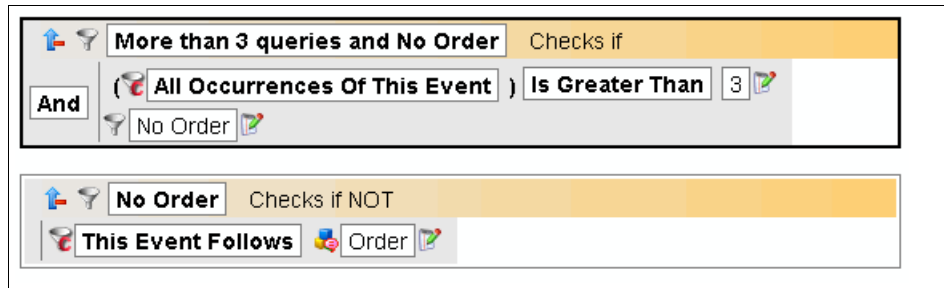 More than 3 queries and No Order Checks if
And
( All Occurrences Of This Event ) Is Greater Than 3
No Order
No Order Checks if NOT
This Event Follows Order